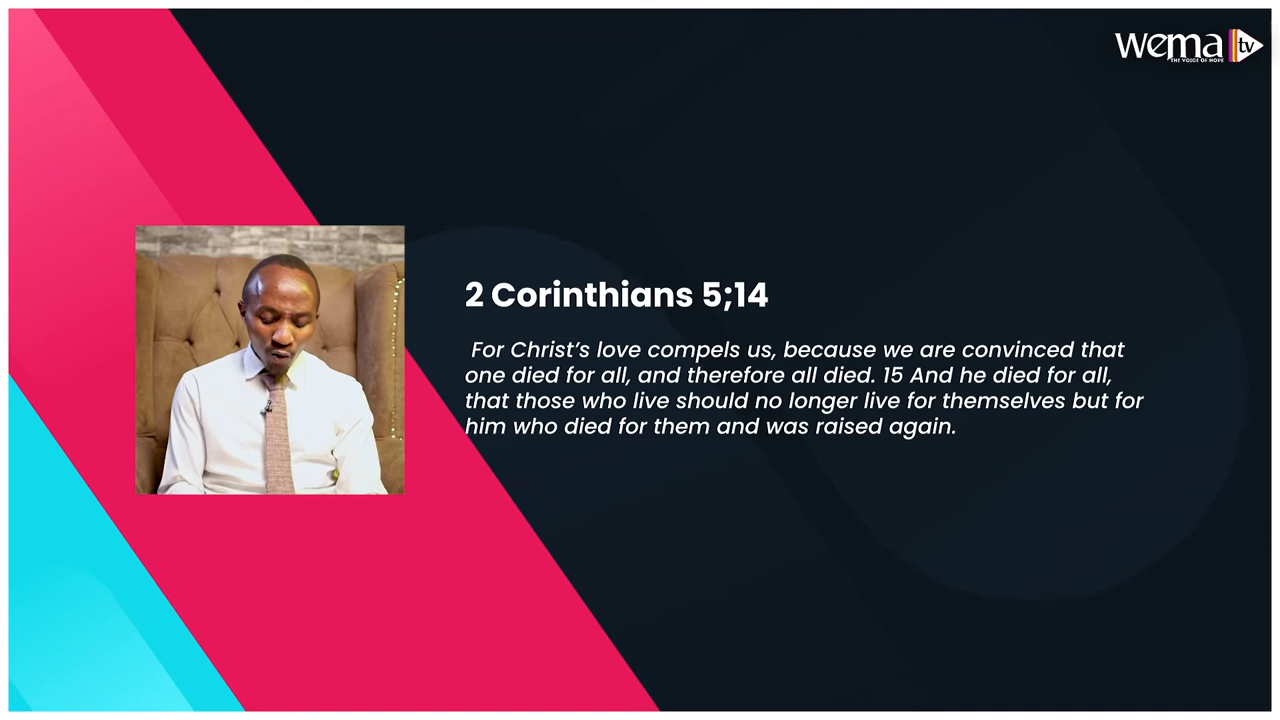 wema tv
THE VOICE OF HOPE
2 Corinthians 5;14
For Christ’s love compels us, because we are convinced that
one died for all, and therefore all died. 15 And he died for all,
that those who live should no longer live for themselves but for
him who died for them and was raised again.